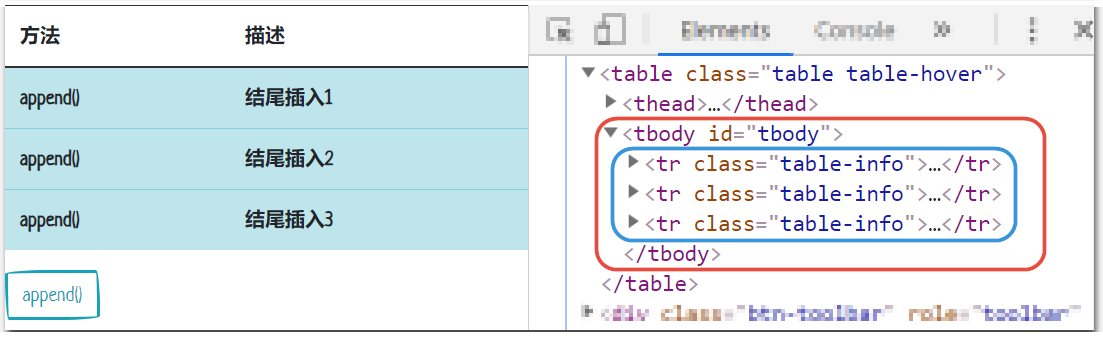 方法 描述
append() 结尾插入1
append() 结尾插入2
append() 结尾插入3
append()
Elements Console »
<table class="table table-hover">
<thead>…</thead>
<tbody id="tbody">
<tr class="table-info">…</tr>
<tr class="table-info">…</tr>
<tr class="table-info">…</tr>
</tbody>
</table>
<div class="btn-toolbar" role="toolbar"